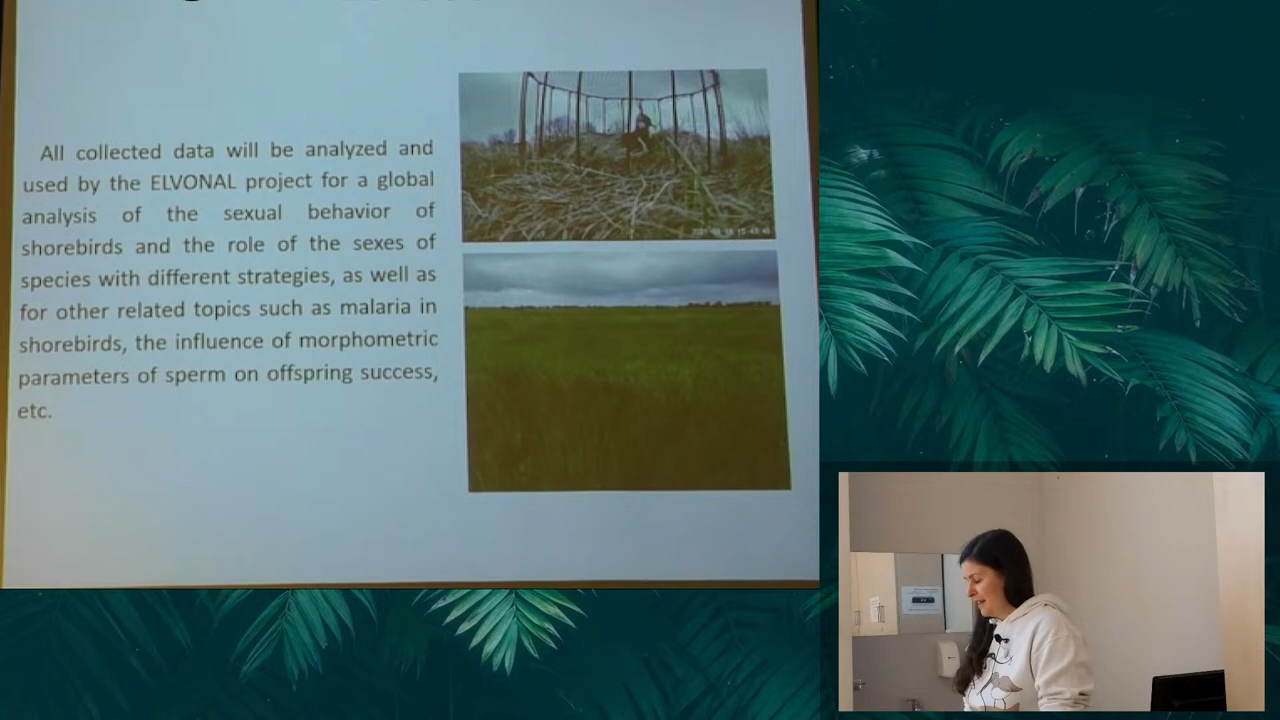 All collected data will be analyzed and
used by the ELVONAL project for a global
analysis of the sexual behavior of
shorebirds and the role of the sexes of
species with different strategies, as well as
for other related topics such as malaria in
shorebirds, the influence of morphometric
parameters of sperm on offspring success,
etc.